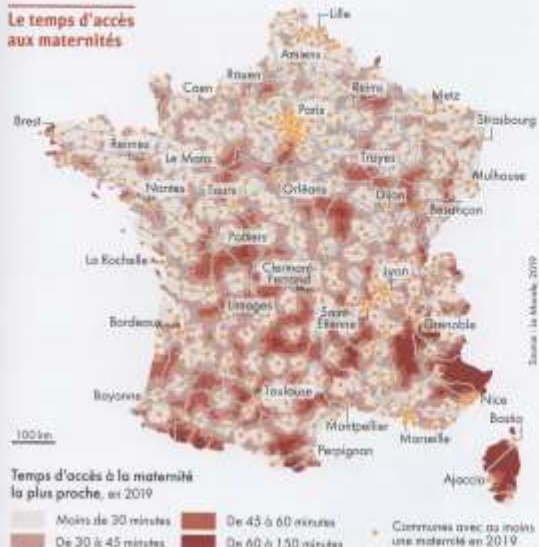 Le temps d'accès
aux maternités
Lille
Amiens
Rouen
Caen
Reims
Metz
Paris
Strasbourg
Brest
Rennes
Le Mans
Troyes
Mulhouse
Nantes
Tours
Orléans
Dijon
Besançon
Poitiers
La Rochelle
Clermont-
Ferrand
Lyon
Limoges
Saint-
Étienne
Grenoble
Bordeaux
Bayonne
Toulouse
Nice
Montpellier
Marseille
Bastia
Perpignan
Ajaccio
100 km
Source : Le Monde, 2019
Temps d'accès à la maternité
la plus proche, en 2019
Moins de 30 minutes
De 30 à 45 minutes
De 45 à 60 minutes
De 60 à 150 minutes
Communes avec au moins
une maternité en 2019